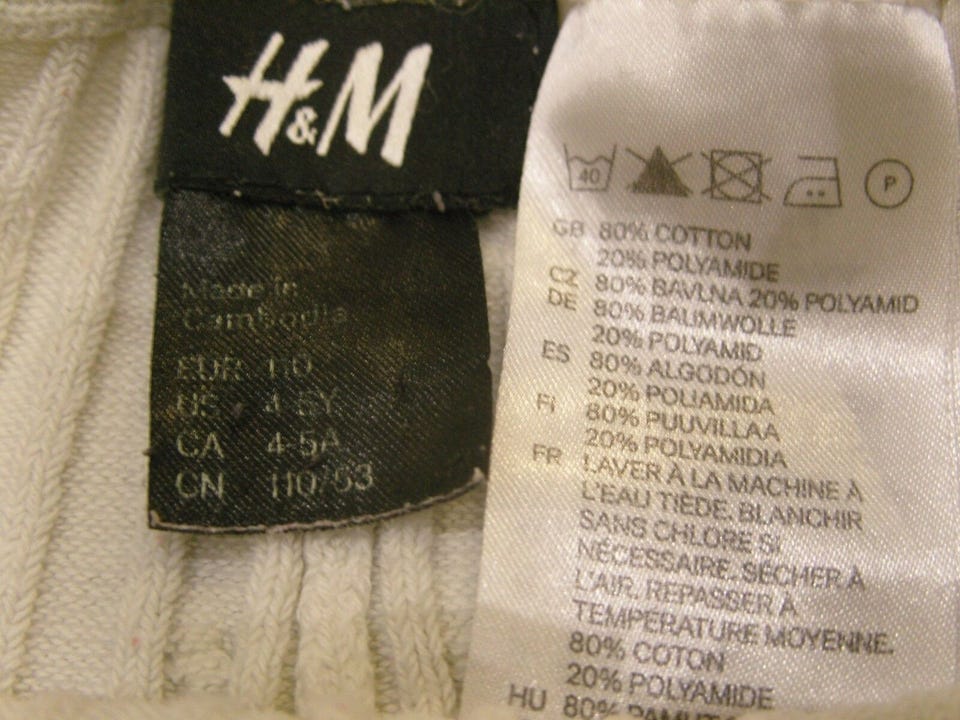 H&M
Made in
Cambodia
EUR 110
US 4-5Y
CA 4-5A
CN 110/53
40
P
GB 80% COTTON
20% POLYAMIDE
CZ 80% BAVLNA 20% POLYAMID
DE 80% BAUMWOLLE
20% POLYAMID
ES 80% ALGODÓN
20% POLIAMIDA
FI 80% PUUVILLAA
20% POLYAMIDIA
FR LAVER À LA MACHINE À
L'EAU TIÈDE. BLANCHIR
SANS CHLORE SI
NÉCESSAIRE. SÉCHER À
L'AIR. REPASSER À
TEMPÉRATURE MOYENNE.
80% COTON
20% POLYAMIDE
HU 80%